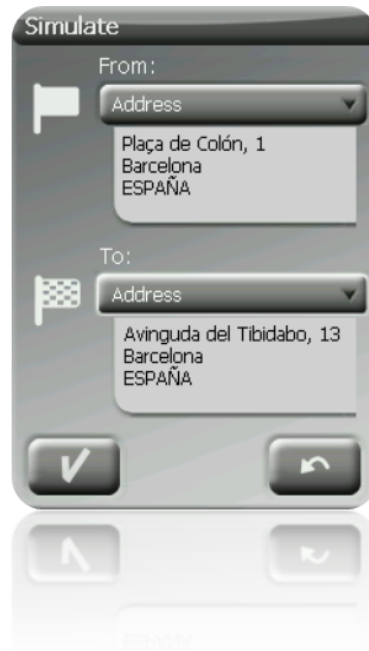 Simulate
From:
Address
Plaça de Colón, 1
Barcelona
ESPAÑA
To:
Address
Avinguda del Tibidabo, 13
Barcelona
ESPAÑA